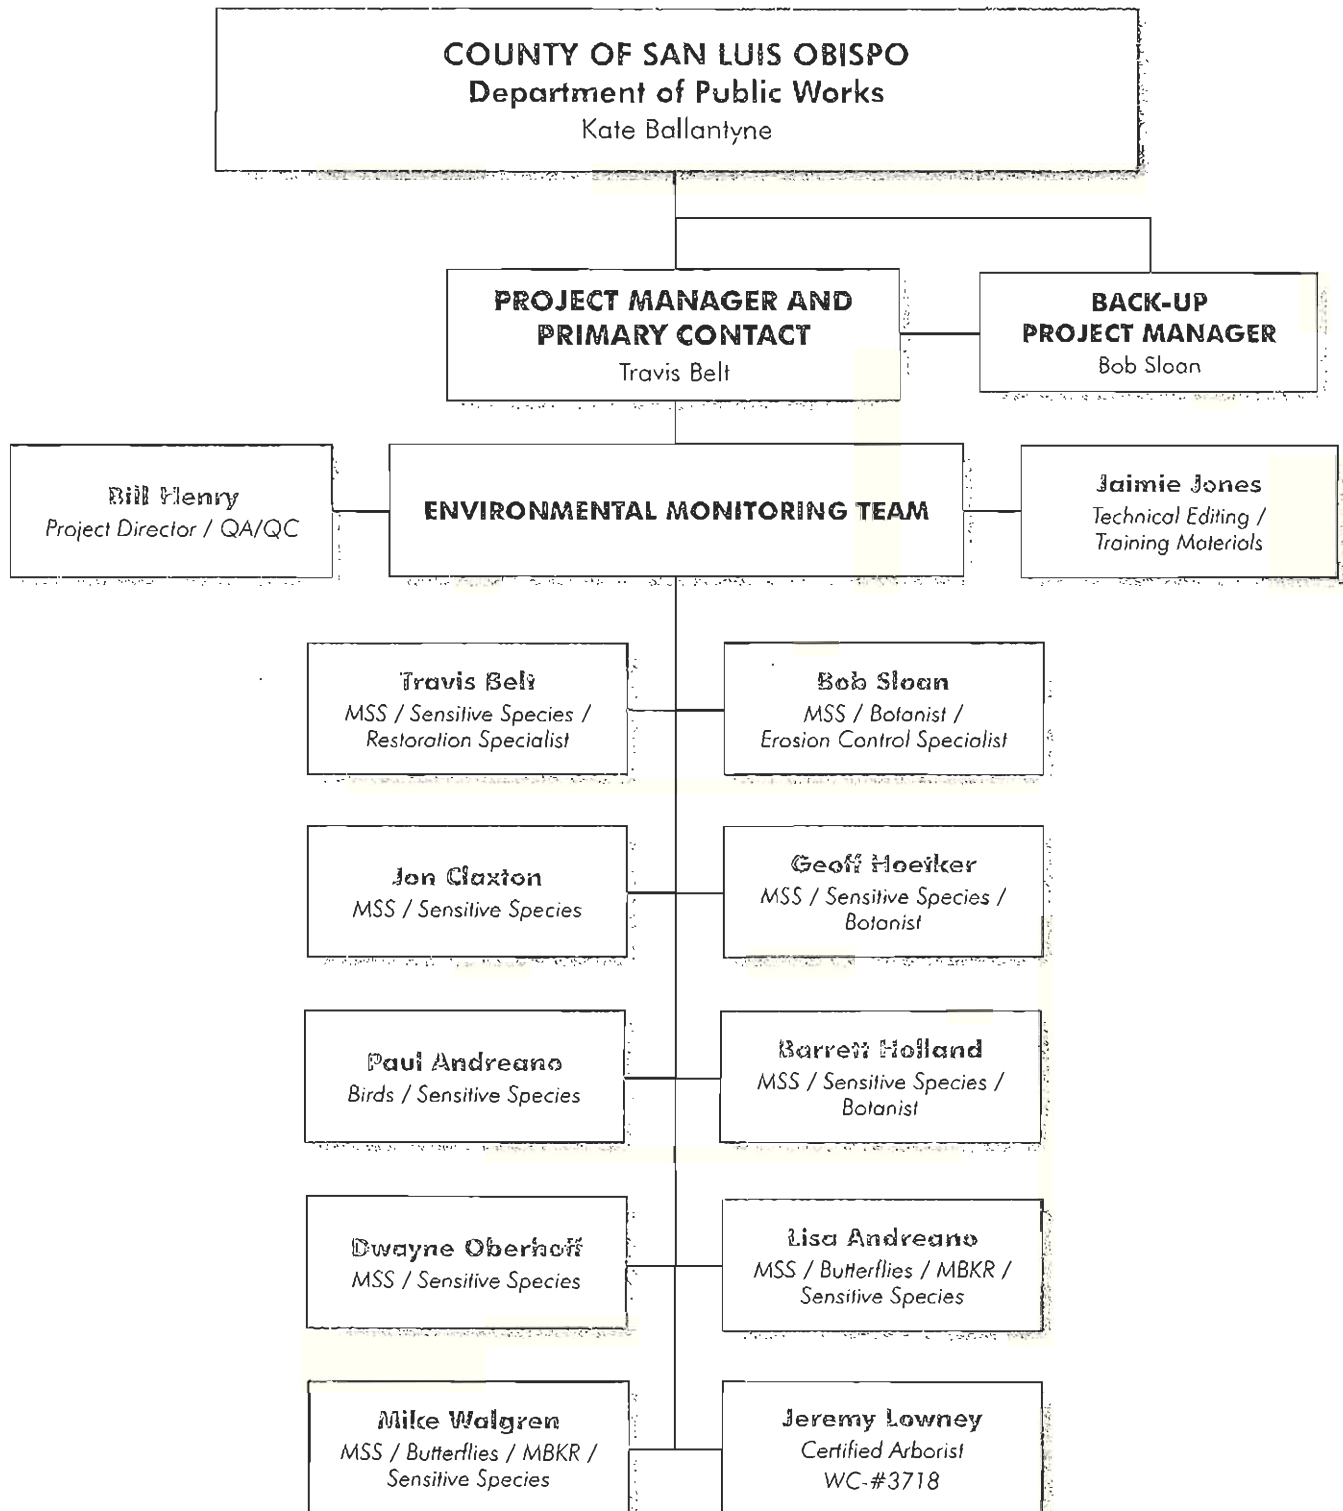 COUNTY OF SAN LUIS OBISPO
Department of Public Works
Kate Ballantyne
PROJECT MANAGER AND
PRIMARY CONTACT
Travis Belt
BACK-UP
PROJECT MANAGER
Bob Sloan
Bill Henry
Project Director / QA/QC
ENVIRONMENTAL MONITORING TEAM
Jaimie Jones
Technical Editing /
Training Materials
Travis Belt
MSS / Sensitive Species /
Restoration Specialist
Bob Sloan
MSS / Botanist /
Erosion Control Specialist
Jon Claxton
MSS / Sensitive Species
Geoff Hoetker
MSS / Sensitive Species /
Botanist
Paul Andreano
Birds / Sensitive Species
Barrett Holland
MSS / Sensitive Species /
Botanist
Dwayne Oberhoff
MSS / Sensitive Species
Lisa Andreano
MSS / Butterflies / MBKR /
Sensitive Species
Mike Walgren
MSS / Butterflies / MBKR /
Sensitive Species
Jeremy Lowney
Certified Arborist
WC-#3718